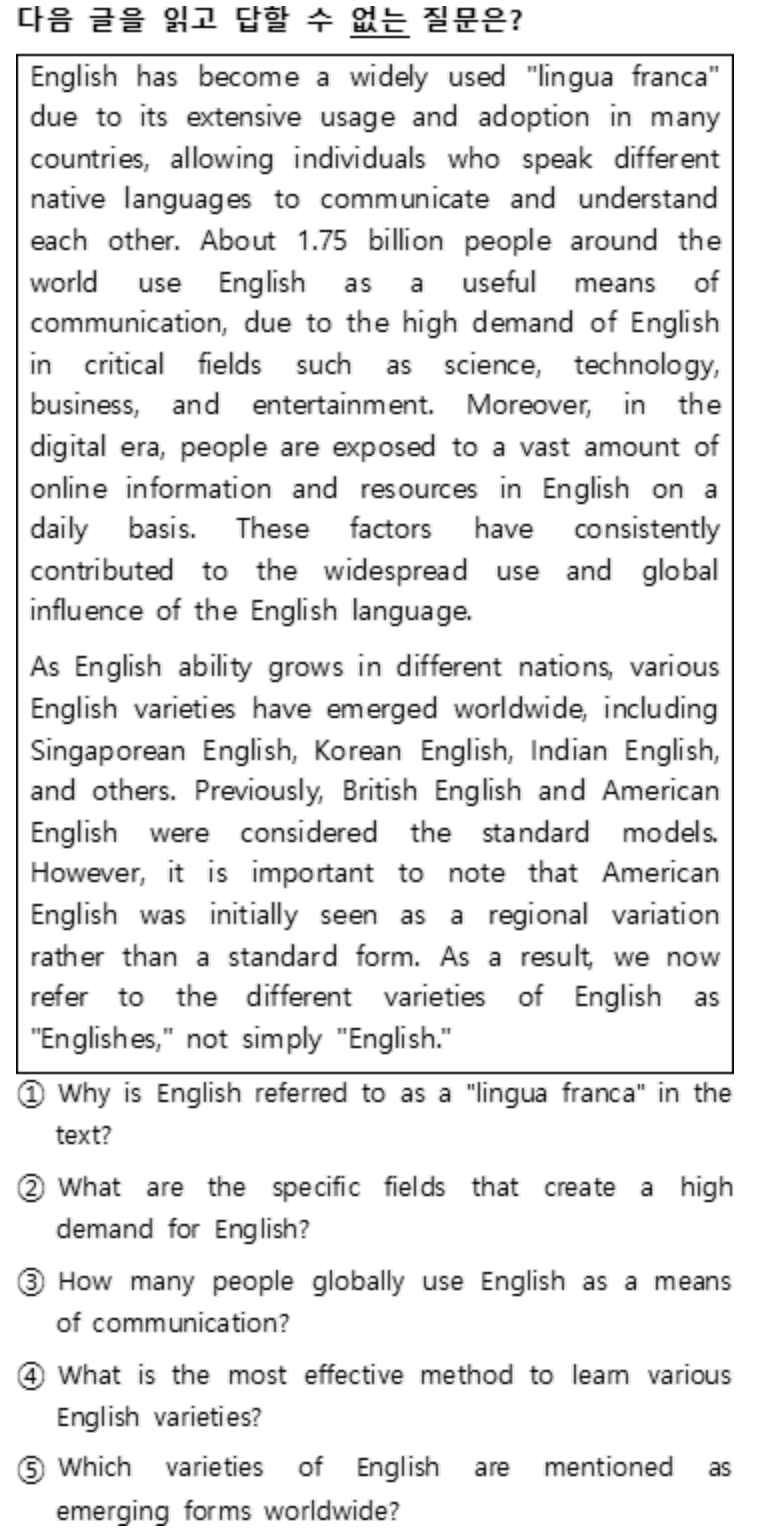 다음 글을 읽고 답할 수 없는 질문은?
English has become a widely used "lingua franca"
due to its extensive usage and adoption in many
countries, allowing individuals who speak different
native languages to communicate and understand
each other. About 1.75 billion people around the
world use English as a useful means of
communication, due to the high demand of English
in critical fields such as science, technology,
business, and entertainment. Moreover, in the
digital era, people are exposed to a vast amount of
online information and resources in English on a
daily basis. These factors have consistently
contributed to the widespread use and global
influence of the English language.
As English ability grows in different nations, various
English varieties have emerged worldwide, including
Singaporean English, Korean English, Indian English,
and others. Previously, British English and American
English were considered the standard models.
However, it is important to note that American
English was initially seen as a regional variation
rather than a standard form. As a result, we now
refer to the different varieties of English as
"Englishes," not simply "English."
① Why is English referred to as a "lingua franca" in the
text?
② What are the specific fields that create a high
demand for English?
③ How many people globally use English as a means
of communication?
④ What is the most effective method to learn various
English varieties?
⑤ Which varieties of English are mentioned as
emerging forms worldwide?